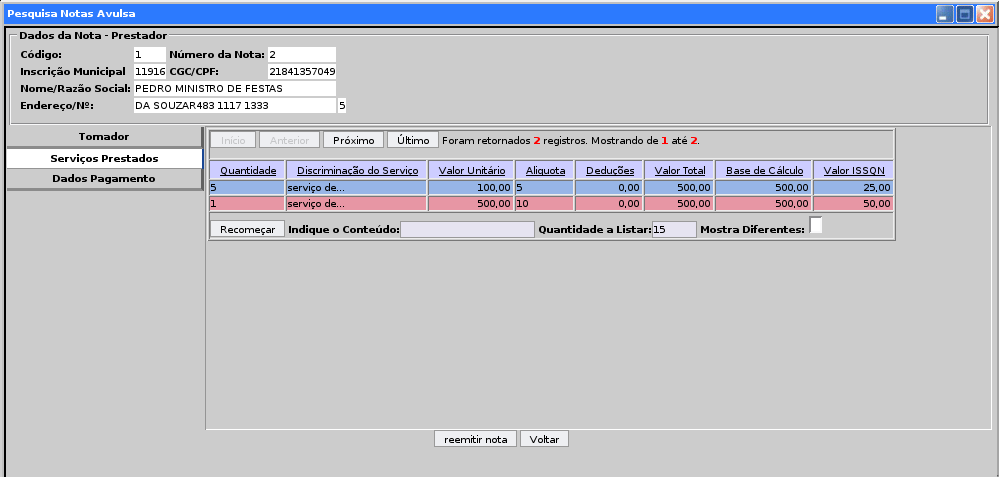 Pesquisa Notas Avulsa
Dados da Nota - Prestador
Código: 1 Número da Nota: 2
Inscrição Municipal 11916 CGC/CPF: 21841357049
Nome/Razão Social: PEDRO MINISTRO DE FESTAS
Endereço/Nº: DA SOUZAR483 1117 1333 5
Tomador
Serviços Prestados
Dados Pagamento
Início Anterior Próximo Último Foram retornados 2 registros. Mostrando de 1 até 2.
Quantidade Discriminação do Serviço Valor Unitário Aliquota Deduções Valor Total Base de Cálculo Valor ISSQN
5 serviço de... 100,00 5 0,00 500,00 500,00 25,00
1 serviço de... 500,00 10 0,00 500,00 500,00 50,00
Recomeçar Indique o Conteúdo: Quantidade a Listar: 15 Mostra Diferentes:
reemitir nota Voltar